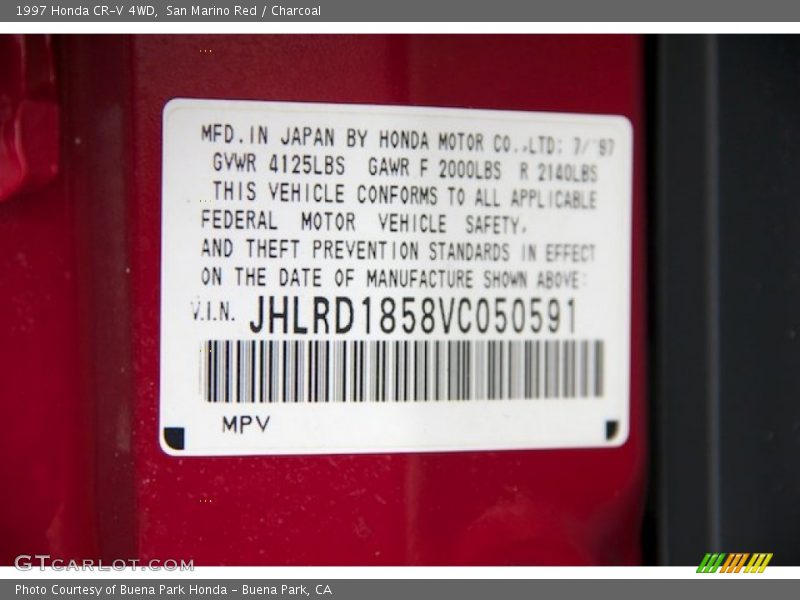 1997 Honda CR-V 4WD, San Marino Red / Charcoal
MFD.IN JAPAN BY HONDA MOTOR CO.,LTD: 7/'97
GVWR 4125LBS GAWR F 2000LBS R 2140LBS
THIS VEHICLE CONFORMS TO ALL APPLICABLE
FEDERAL MOTOR VEHICLE SAFETY,
AND THEFT PREVENTION STANDARDS IN EFFECT
ON THE DATE OF MANUFACTURE SHOWN ABOVE:
V.I.N. JHLRD1858VC050591
MPV
GTCARLOT.COM
Photo Courtesy of Buena Park Honda - Buena Park, CA